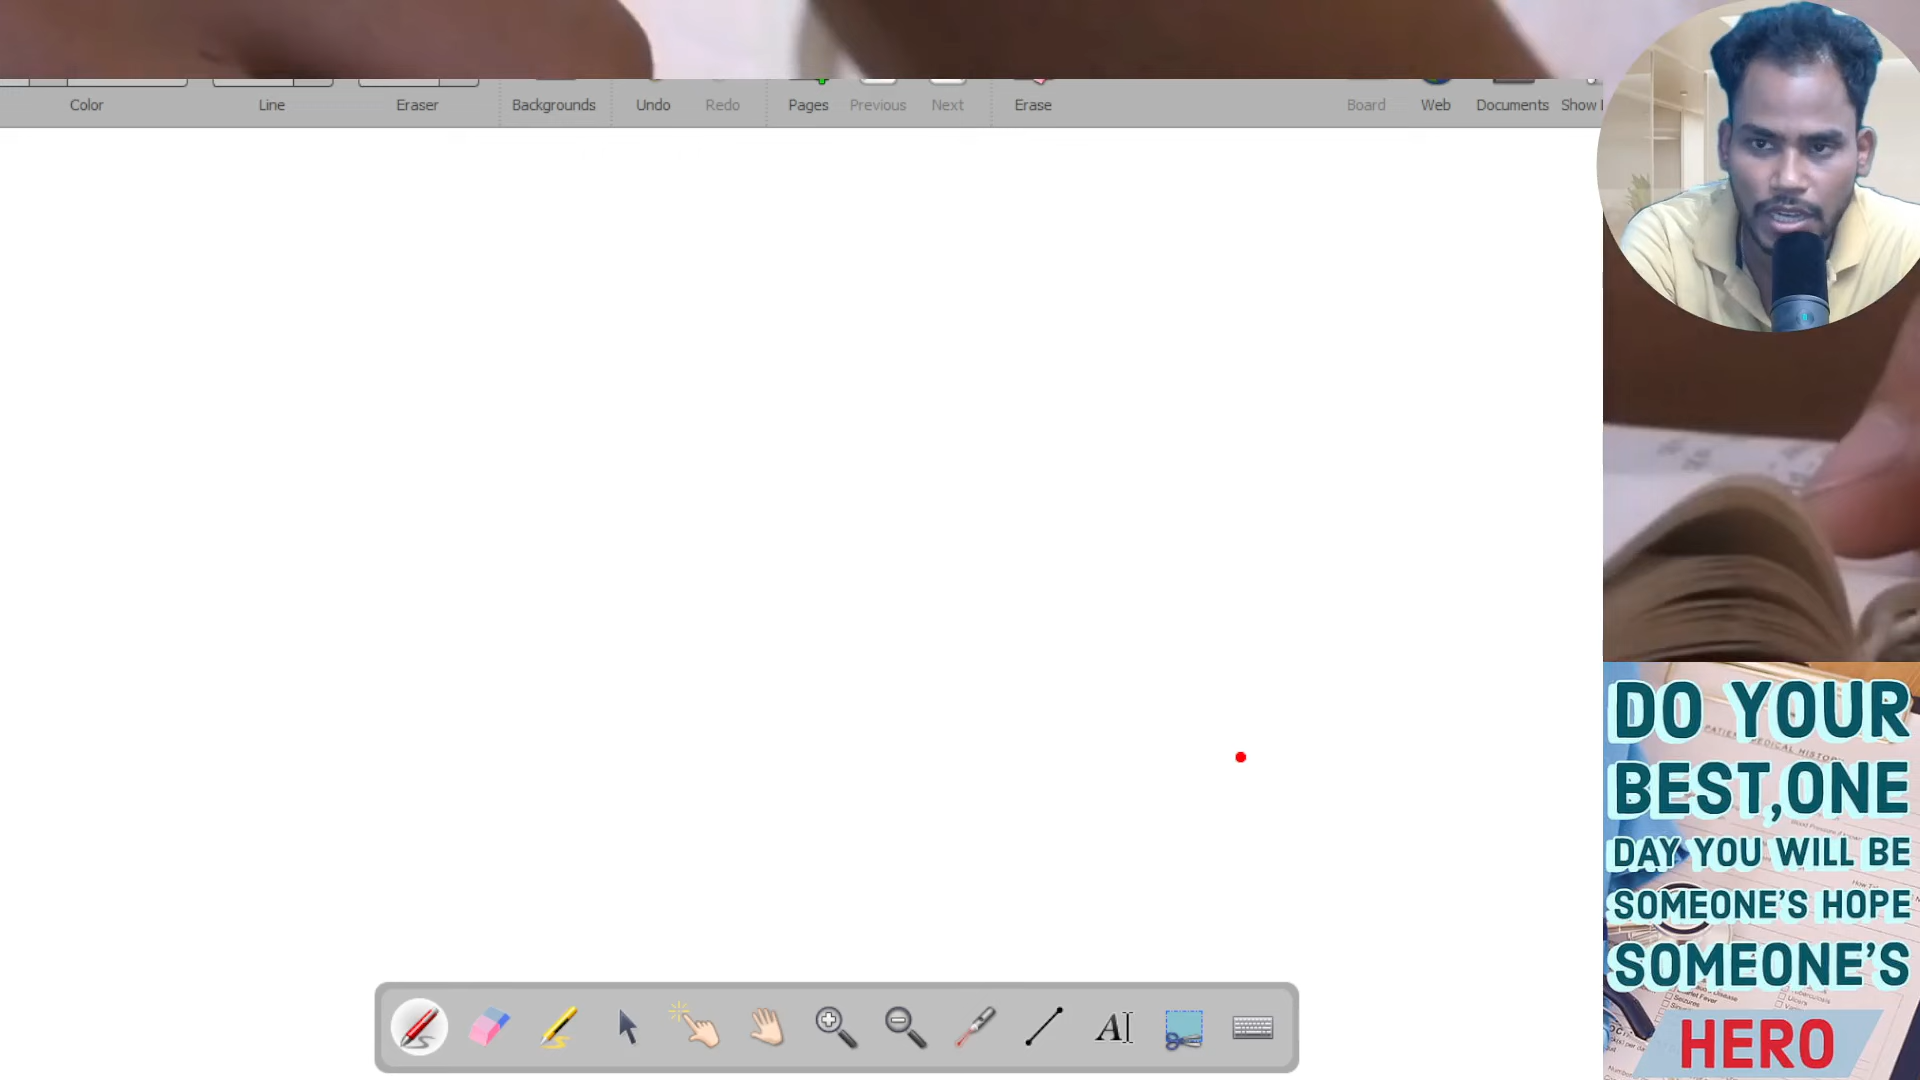 Color Line Eraser Backgrounds Undo Redo Pages Previous Next Erase Board Web Documents Show
DO YOUR
BEST,ONE
DAY YOU WILL BE
SOMEONE'S HOPE
SOMEONE'S
HERO